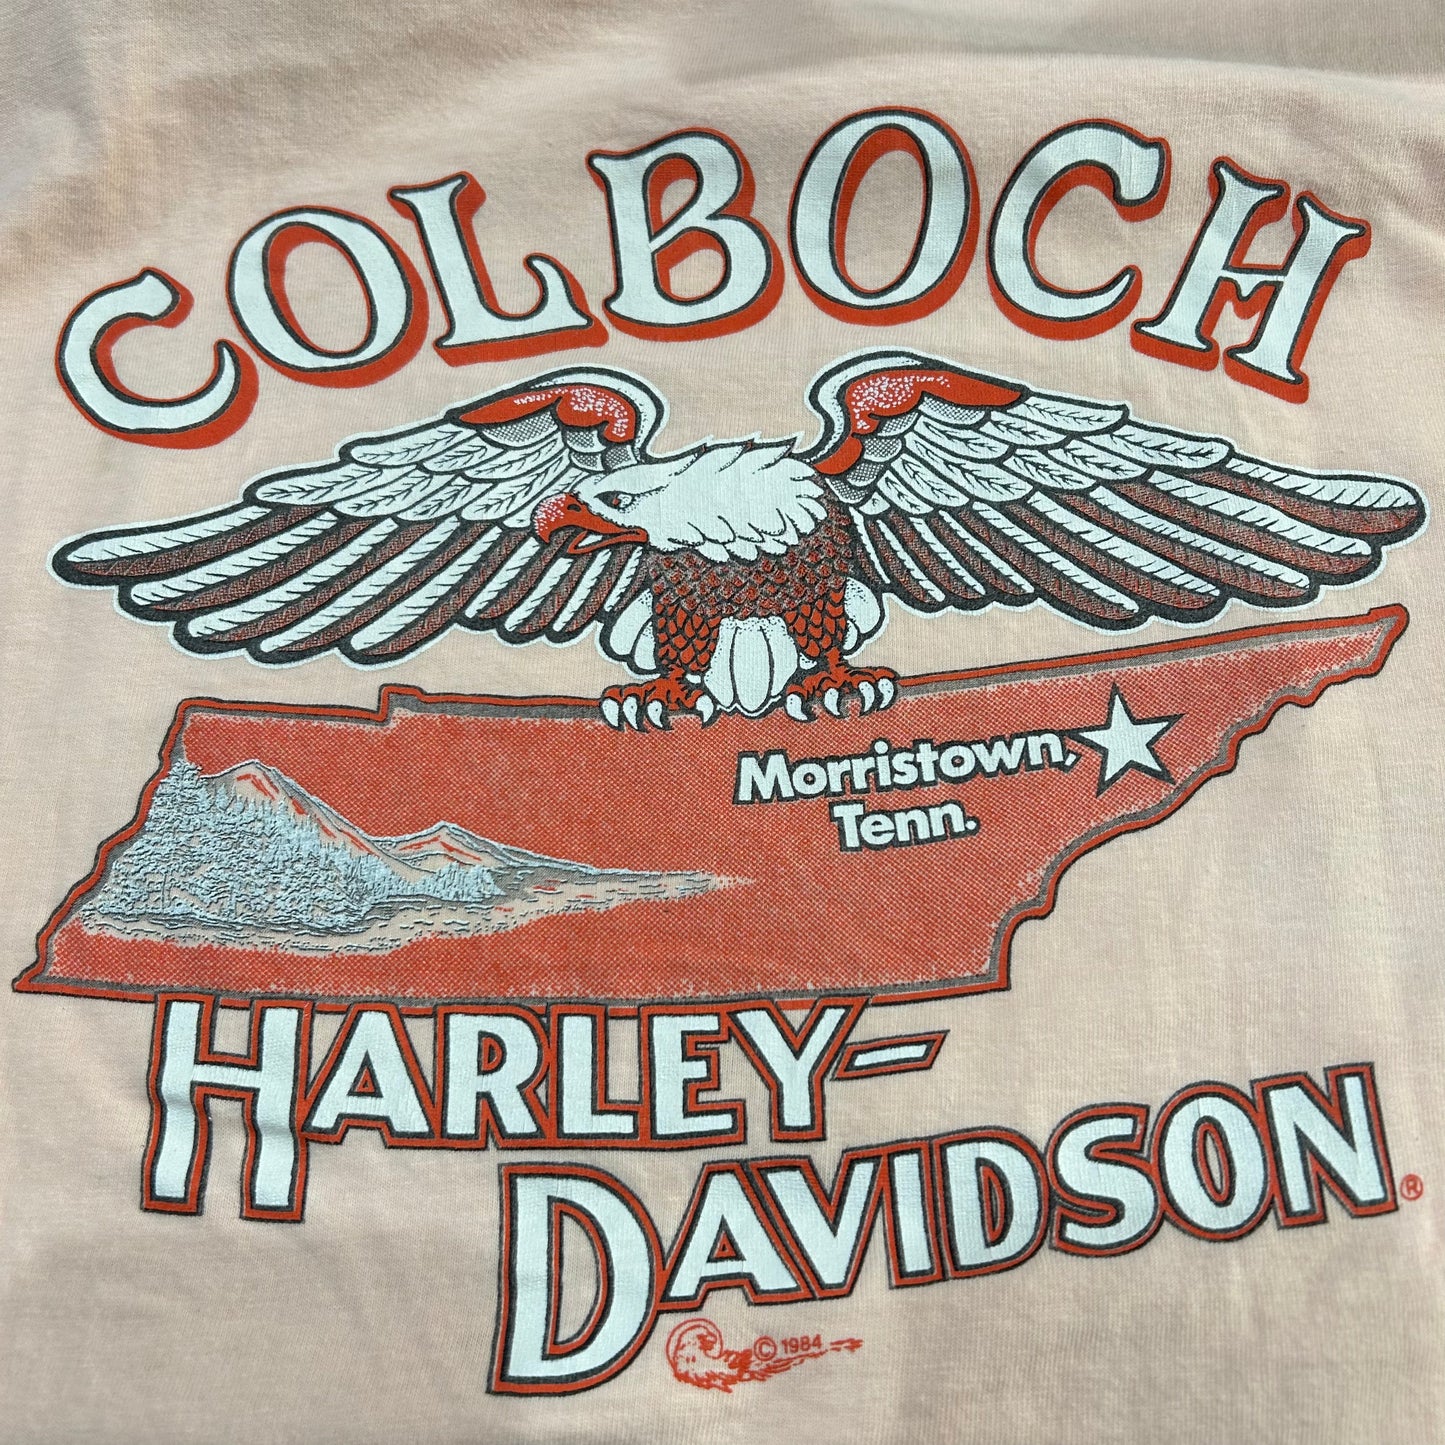 COLBOCH
Morristown,
Tenn.
HARLEY-
DAVIDSON®
© 1984